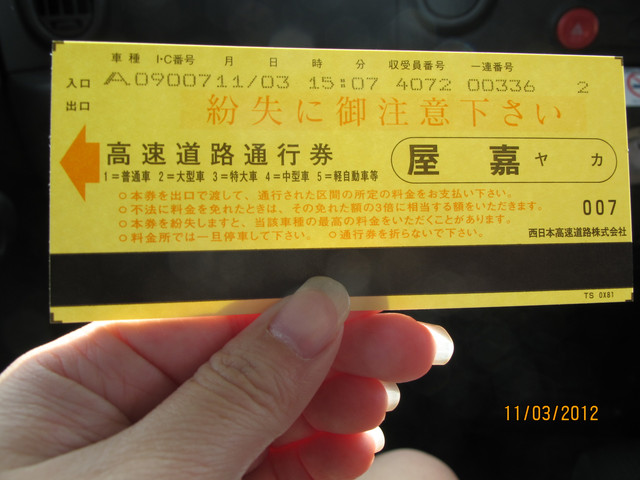 車種 I・C番号 月 日 時 分 収受員番号 一連番号
入口 A 0900711/03 15時07 4072 00336 2
出口
紛失に御注意下さい
高速道路通行券
1＝普通車 2＝大型車 3＝特大車 4＝中型車 5＝軽自動車等
屋嘉 ヤカ
○本券を出口で渡して、通行された区間の所定の料金をお支払い下さい。
○不法に料金を免れたときは、その免れた額の3倍に相当する額をいただきます。
○本券を紛失しますと、当該車種の最高の料金をいただくことがあります。
○料金所では一旦停車して下さい。 ○通行券を折らないで下さい。
007
西日本高速道路株式会社
TS 0X61
11/03/2012